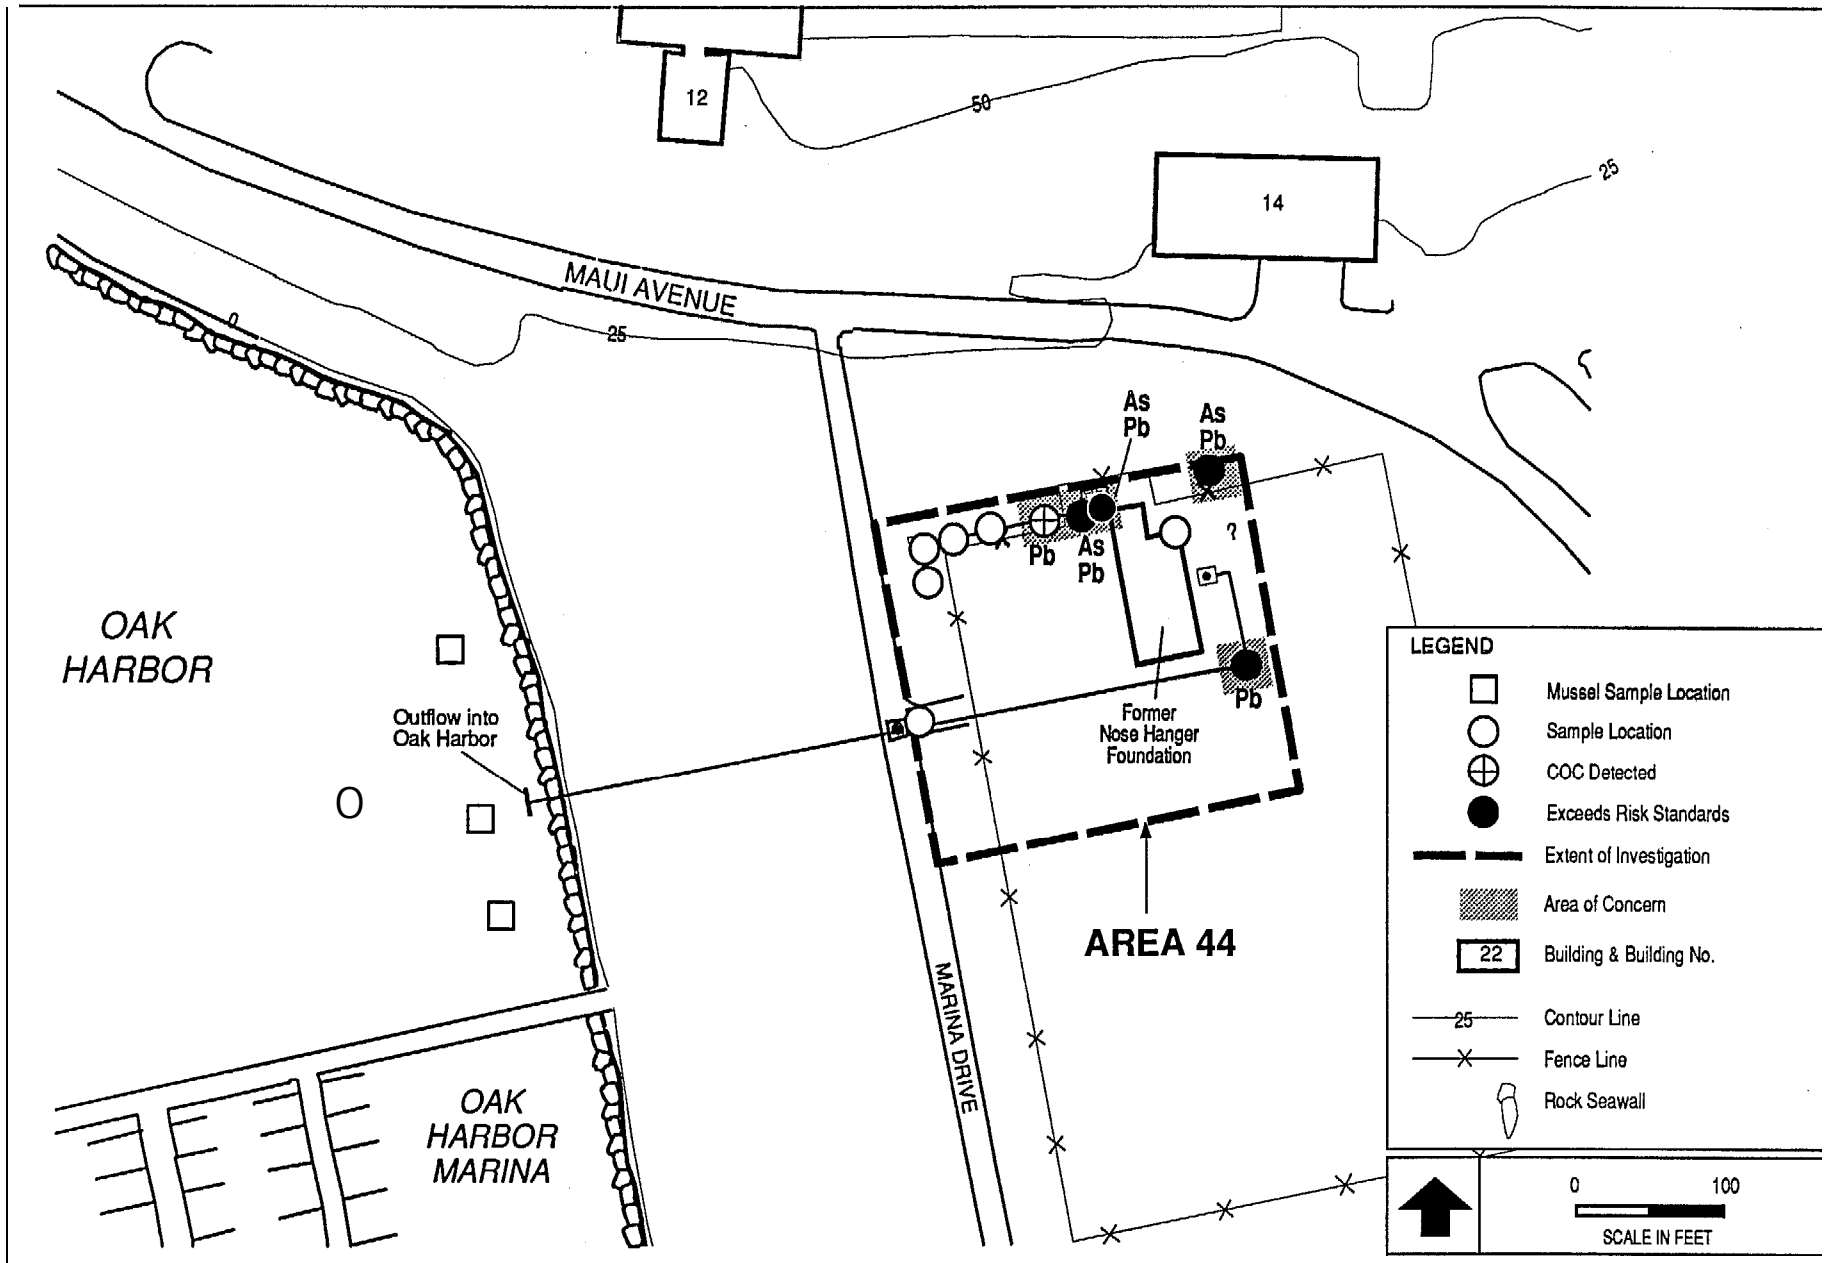 12
50
14
25
MAUI AVENUE
0
25
As
Pb
As
Pb
?
Pb
As
Pb
OAK
HARBOR
Outflow into
Oak Harbor
Pb
Former
Nose Hanger
Foundation
AREA 44
MARINA DRIVE
OAK
HARBOR
MARINA
LEGEND
Mussel Sample Location
Sample Location
COC Detected
Exceeds Risk Standards
Extent of Investigation
Area of Concern
22
Building & Building No.
25
Contour Line
Fence Line
Rock Seawall
0 100
SCALE IN FEET